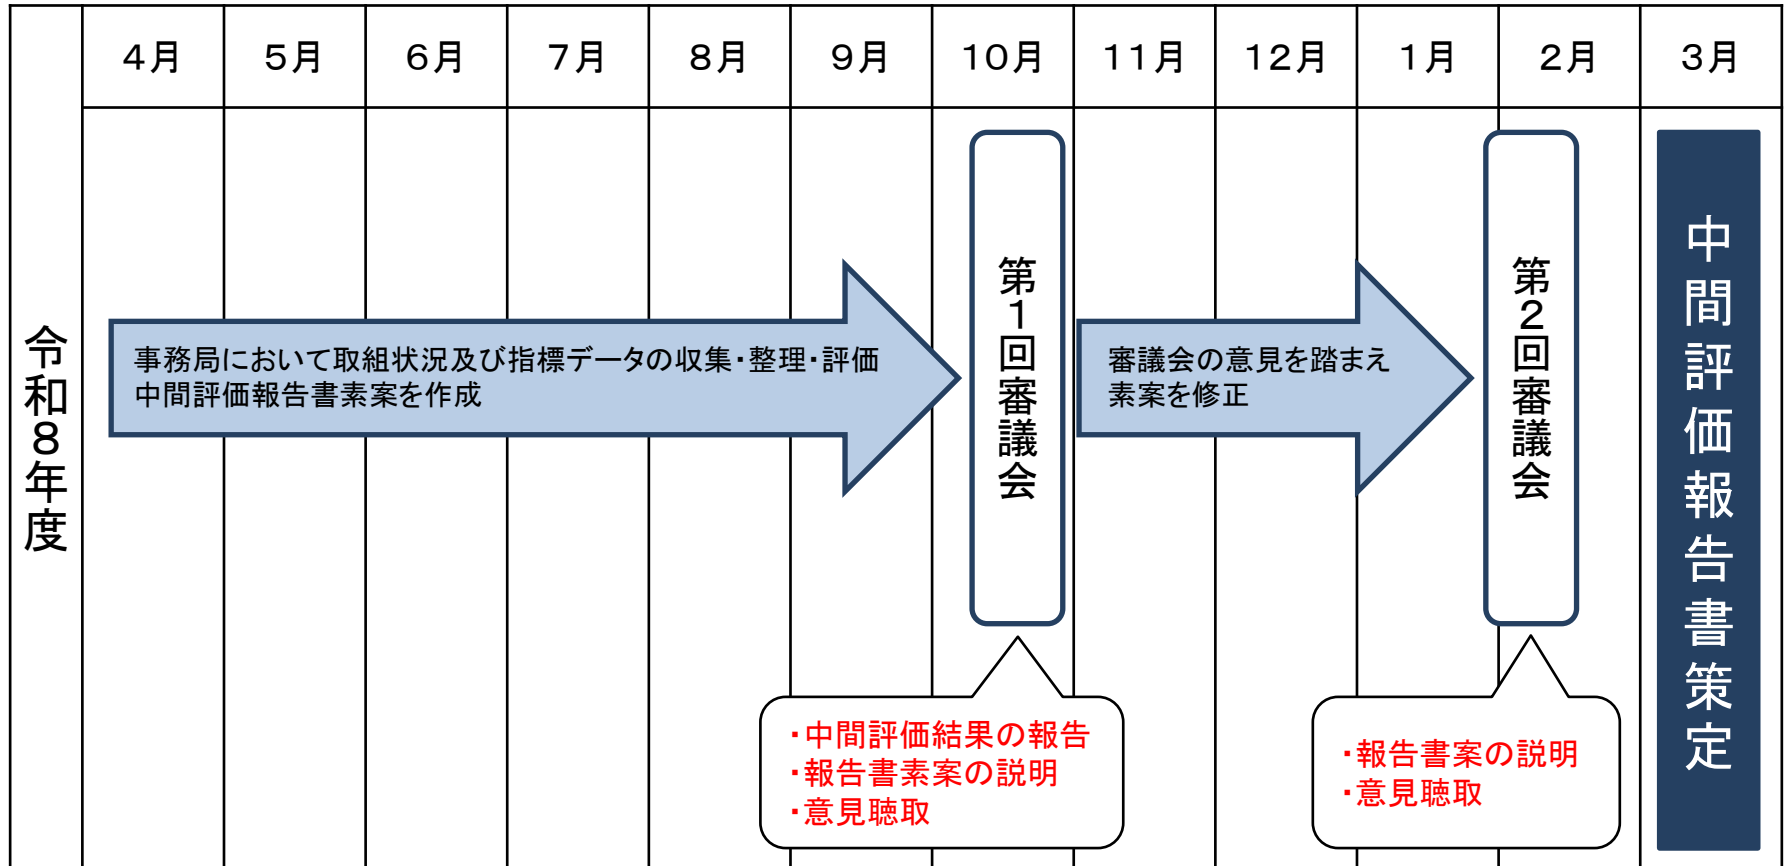 4月
5月
6月
7月
8月
9月
10月
11月
12月
1月
2月
3月
令和8年度
事務局において取組状況及び指標データの収集・整理・評価
中間評価報告書素案を作成
第1回審議会
審議会の意見を踏まえ
素案を修正
第2回審議会
中間評価報告書策定
・中間評価結果の報告
・報告書素案の説明
・意見聴取
・報告書案の説明
・意見聴取